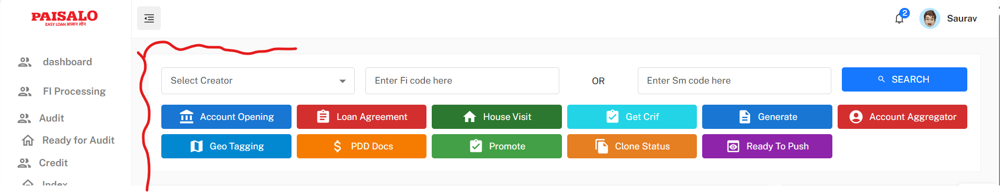 PAISALO
EASY LOAN आसान लोन
2
Saurav
dashboard
FI Processing
Audit
Ready for Audit
Credit
Index
Select Creator
Enter Fi code here
OR
Enter Sm code here
SEARCH
Account Opening
Loan Agreement
House Visit
Get Crif
Generate
Account Aggregator
Geo Tagging
PDD Docs
Promote
Clone Status
Ready To Push